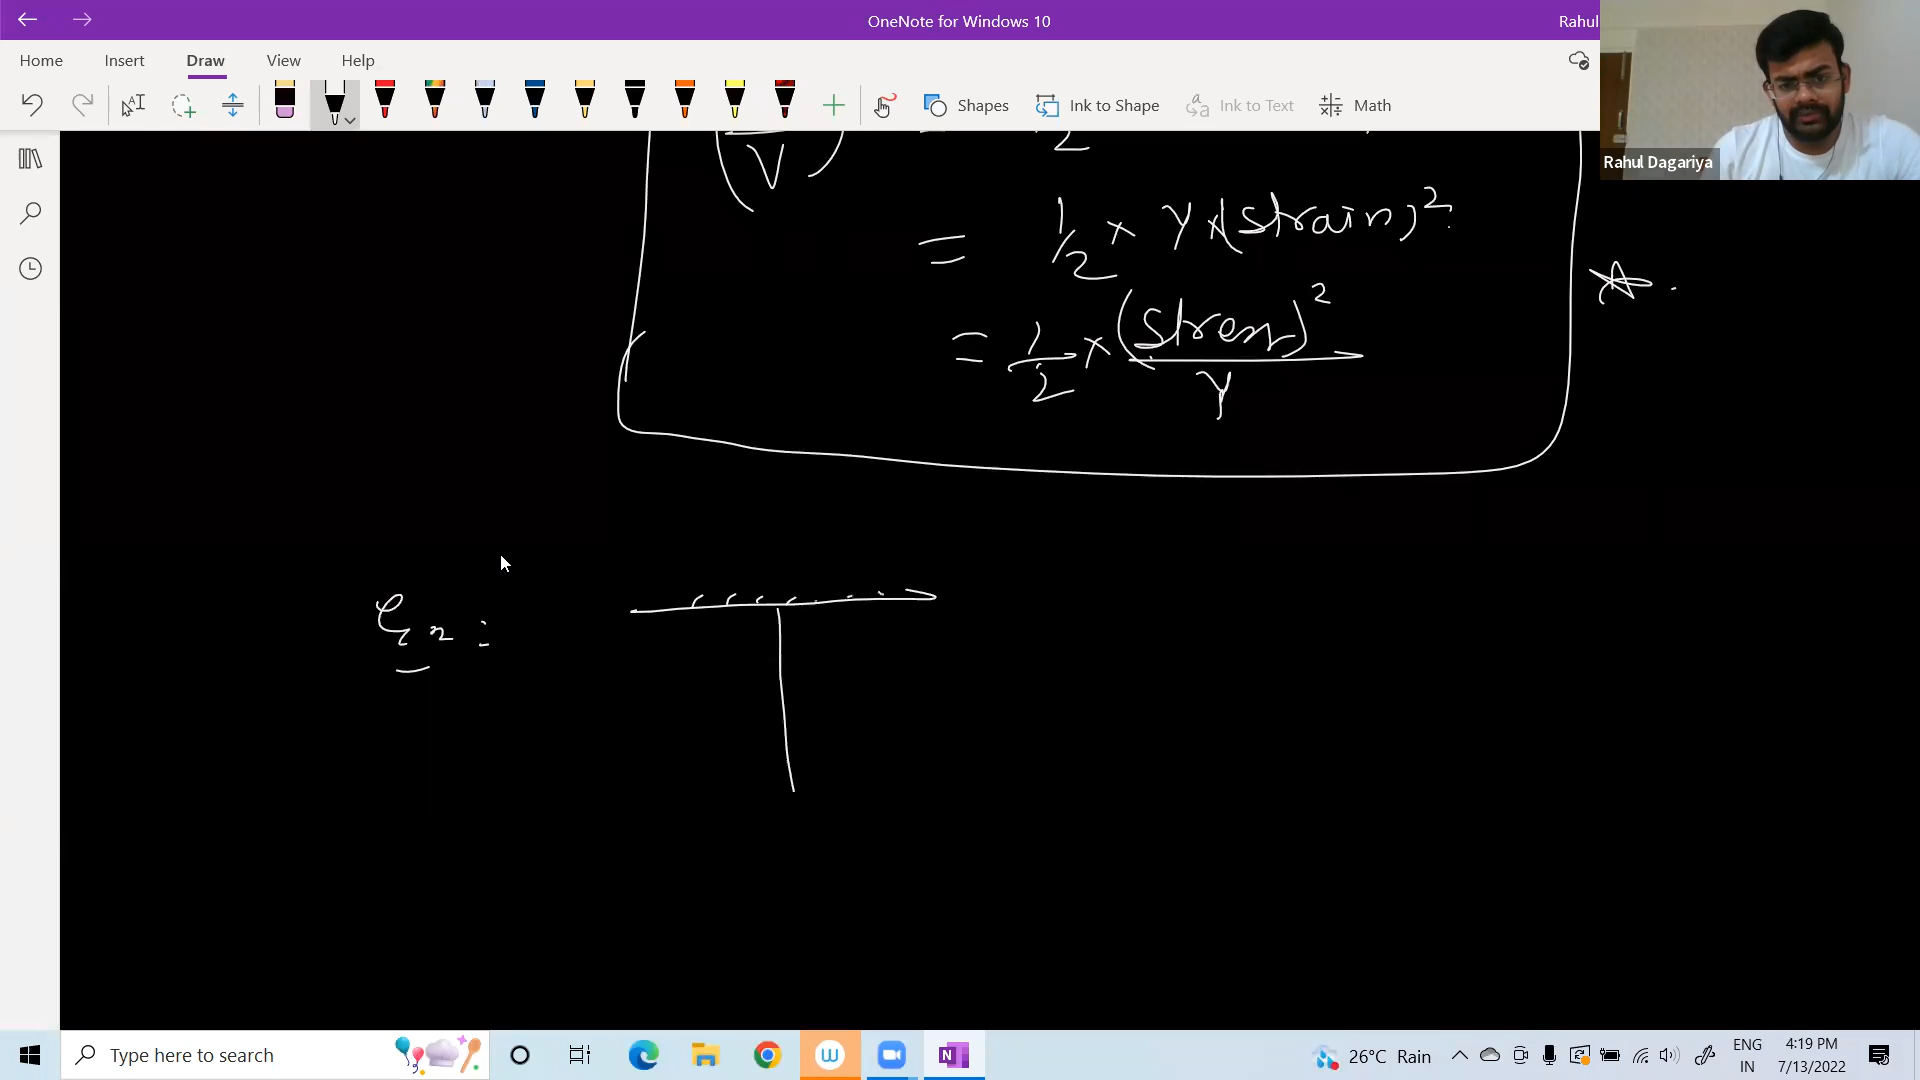 OneNote for Windows 10
Rahul
Home Insert Draw View Help
Shapes Ink to Shape Ink to Text Math
Rahul Dagariya
V
2
= 1/2 × Y × (strain)²
= 1/2 × (stress)²/Y
Ex :
Type here to search
26°C Rain
ENG
IN
4:19 PM
7/13/2022